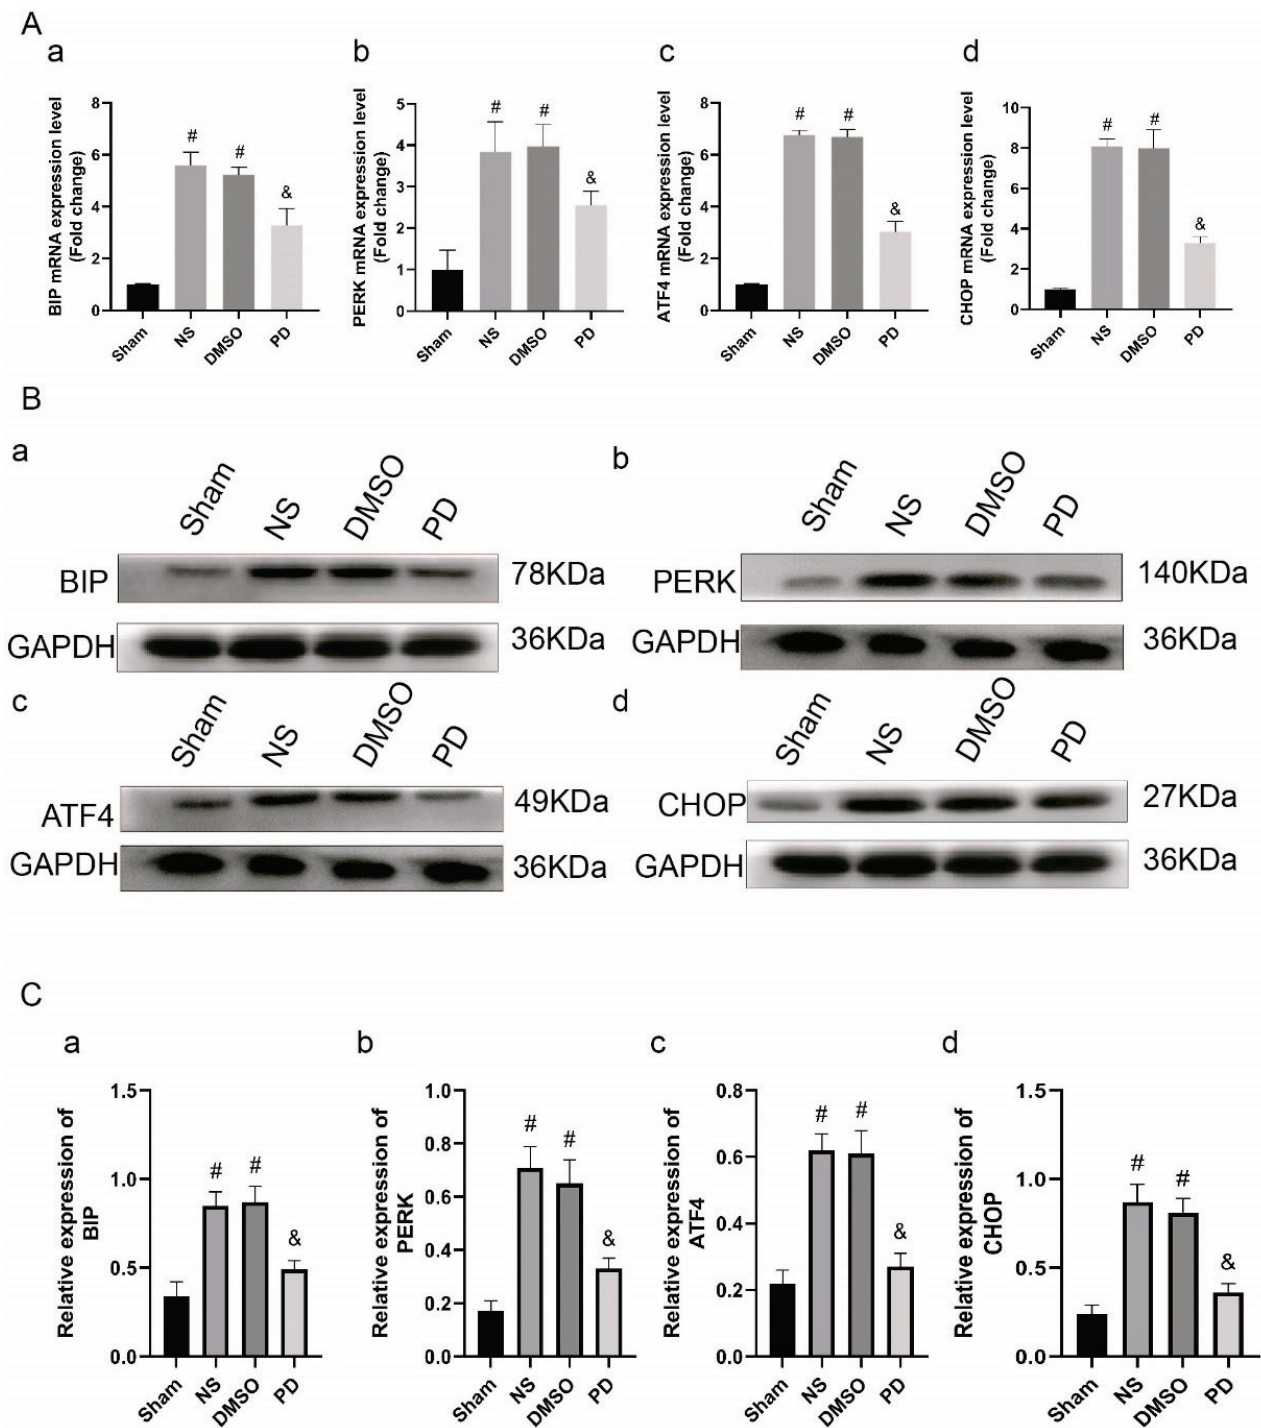 A
a
b
c
d
BIP mRNA expression level
(Fold change)
8
6
4
2
0
#
#
&
Sham
NS
DMSO
PD
PERK mRNA expression level
(Fold change)
5
4
3
2
1
0
#
#
&
Sham
NS
DMSO
PD
ATF4 mRNA expression level
(Fold change)
8
6
4
2
0
#
#
&
Sham
NS
DMSO
PD
CHOP mRNA expression level
(Fold change)
10
8
6
4
2
0
#
#
&
Sham
NS
DMSO
PD
B
a
Sham NS DMSO PD
BIP 78KDa
GAPDH 36KDa
b
Sham NS DMSO PD
PERK 140KDa
GAPDH 36KDa
c
Sham NS DMSO PD
ATF4 49KDa
GAPDH 36KDa
d
Sham NS DMSO PD
CHOP 27KDa
GAPDH 36KDa
C
a
b
c
d
Relative expression of
BIP
1.5
1.0
0.5
0.0
#
#
&
Sham
NS
DMSO
PD
Relative expression of
PERK
1.0
0.8
0.6
0.4
0.2
0.0
#
#
&
Sham
NS
DMSO
PD
Relative expression of
ATF4
0.8
0.6
0.4
0.2
0.0
#
#
&
Sham
NS
DMSO
PD
Relative expression of
CHOP
1.5
1.0
0.5
0.0
#
#
&
Sham
NS
DMSO
PD